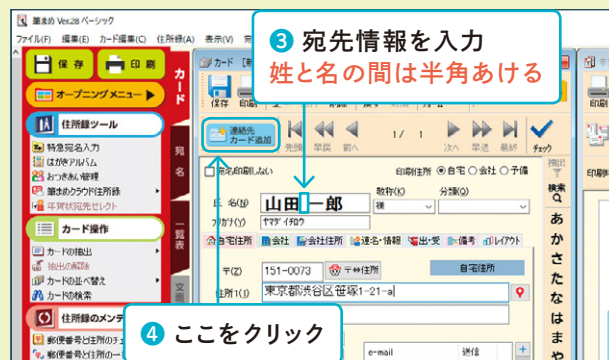 筆まめ Ver.28 ベーシック
ファイル(F) 編集(E) カード編集(C) 住所録(A) 表示(V)
❸ 宛先情報を入力
姓と名の間は半角あける
保存 印刷
オープニングメニュー
住所録ツール
特急宛名入力
はがきアルバム
おつきあい管理
筆まめクラウド住所録
年賀状宛先セレクト
カード操作
カードの抽出
抽出の解除
カードの並べ替え
カードの検索
住所録のメンテ
郵便番号と住所のチェ
郵便番号と住所の一
カード
宛名
一覧表
文面
カード
保存 印刷
連絡先
カード追加
先頭 早戻 前へ 1/ 1 次へ 早送 最終 チェック
宛名印刷しない 印刷住所 自宅 会社 予備
氏 名(N) 山田 一郎 敬称(K) 様 分類(Q)
フリガナ(Y) ヤマダ イチロウ
自宅住所 会社 会社住所 連名・情報 出・受 備考 レイアウト
〒(Z) 151-0073 〒⇔住所 自宅住所
住所1(J) 東京都渋谷区笹塚1-21-a
❹ ここをクリック
e-mail 迷信
検索
あ
か
さ
た
な
は
ま
や
印刷